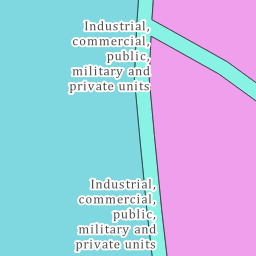 Industrial,
commercial,
public,
military and
private units
Industrial,
commercial,
public,
military and
private units